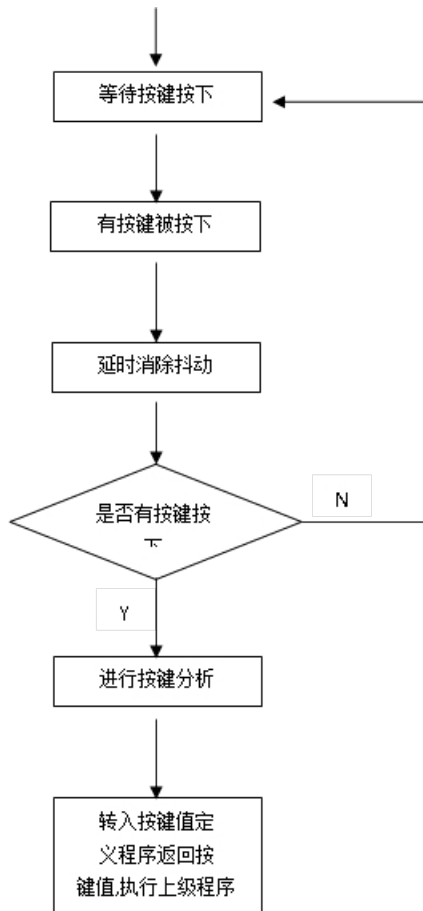 等待按键按下
有按键被按下
延时消除抖动
是否有按键按
下
N
Y
进行按键分析
转入按键值定
义程序返回按
键值,执行上级程序